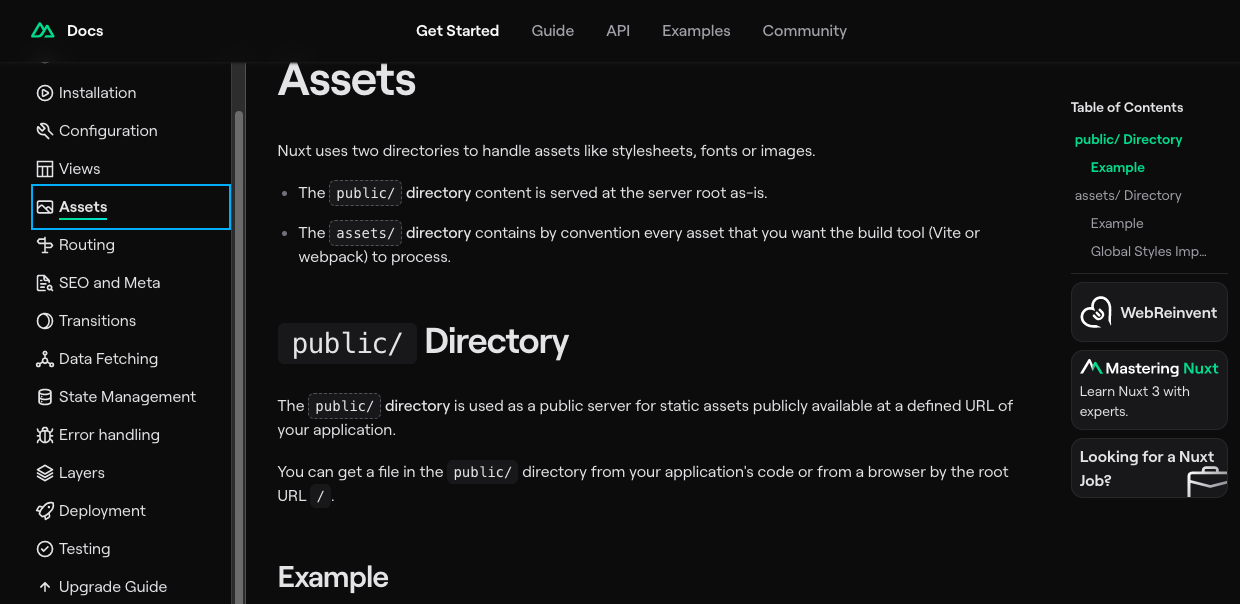 Docs
Get Started
Guide
API
Examples
Community
Installation
Configuration
Views
Assets
Routing
SEO and Meta
Transitions
Data Fetching
State Management
Error handling
Layers
Deployment
Testing
Upgrade Guide
Assets
Nuxt uses two directories to handle assets like stylesheets, fonts or images.
The public/ directory content is served at the server root as-is.
The assets/ directory contains by convention every asset that you want the build tool (Vite or
webpack) to process.
public/ Directory
The public/ directory is used as a public server for static assets publicly available at a defined URL of
your application.
You can get a file in the public/ directory from your application's code or from a browser by the root
URL /.
Example
Table of Contents
public/ Directory
Example
assets/ Directory
Example
Global Styles Imp…
WebReinvent
Mastering Nuxt
Learn Nuxt 3 with
experts.
Looking for a Nuxt
Job?